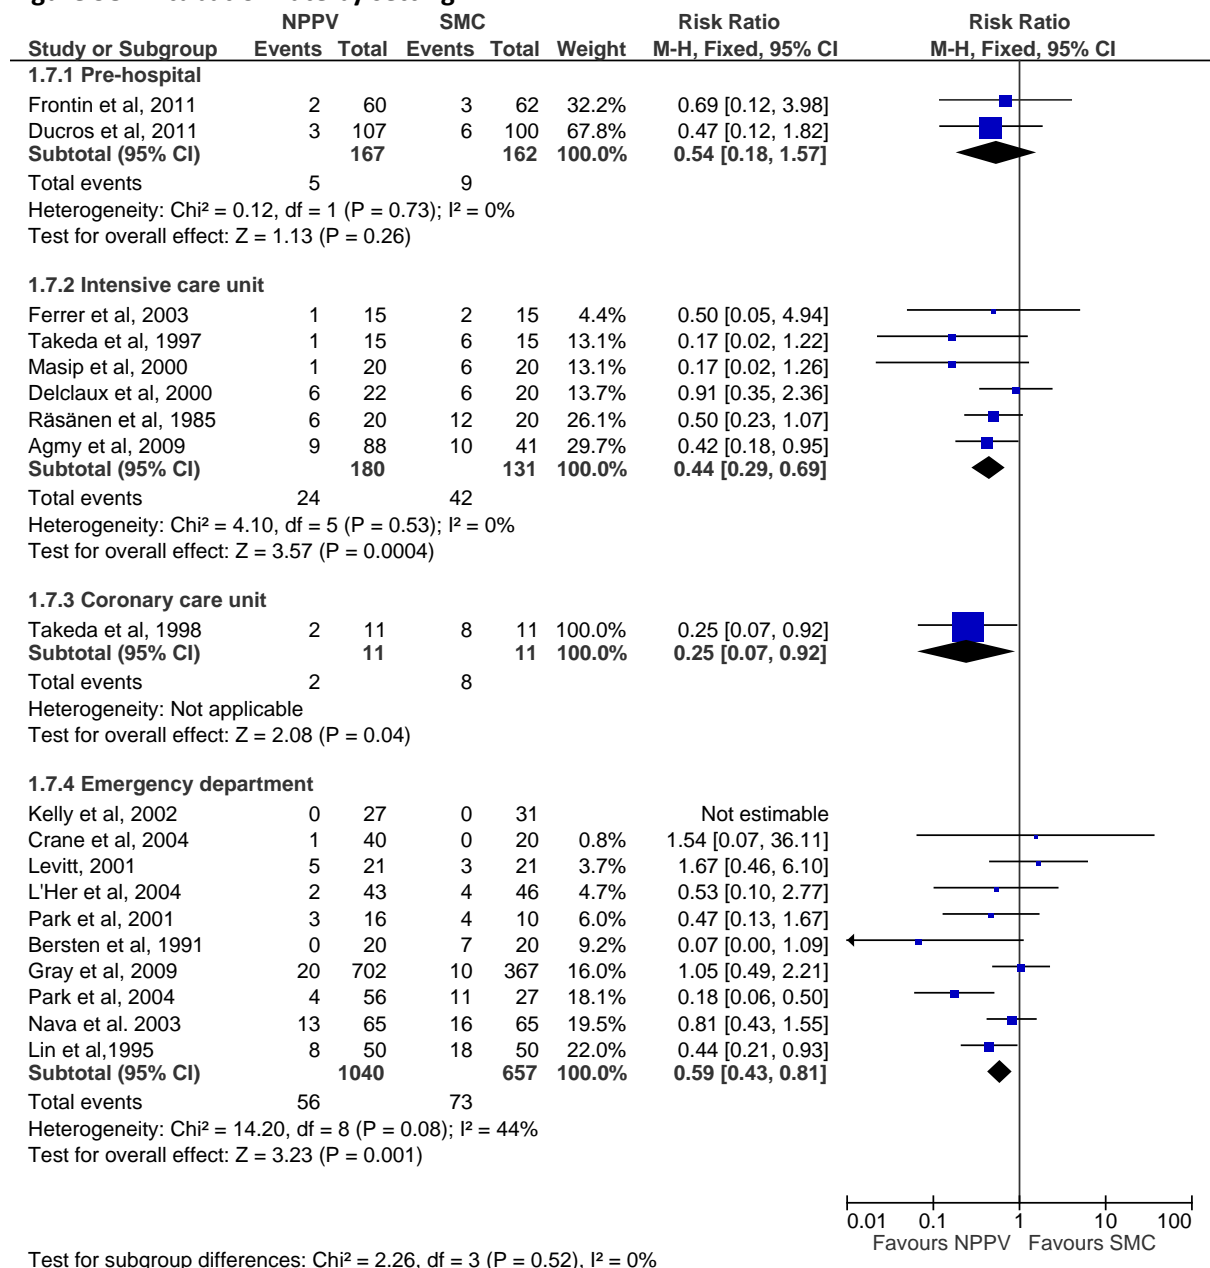 NPPV SMC Risk Ratio Risk Ratio
Study or Subgroup Events Total Events Total Weight M-H, Fixed, 95% CI M-H, Fixed, 95% CI
1.7.1 Pre-hospital
Frontin et al, 2011 2 60 3 62 32.2% 0.69 [0.12, 3.98]
Ducros et al, 2011 3 107 6 100 67.8% 0.47 [0.12, 1.82]
Subtotal (95% CI) 167 162 100.0% 0.54 [0.18, 1.57]
Total events 5 9
Heterogeneity: Chi² = 0.12, df = 1 (P = 0.73); I² = 0%
Test for overall effect: Z = 1.13 (P = 0.26)
1.7.2 Intensive care unit
Ferrer et al, 2003 1 15 2 15 4.4% 0.50 [0.05, 4.94]
Takeda et al, 1997 1 15 6 15 13.1% 0.17 [0.02, 1.22]
Masip et al, 2000 1 20 6 20 13.1% 0.17 [0.02, 1.26]
Delclaux et al, 2000 6 22 6 20 13.7% 0.91 [0.35, 2.36]
Räsänen et al, 1985 6 20 12 20 26.1% 0.50 [0.23, 1.07]
Agmy et al, 2009 9 88 10 41 29.7% 0.42 [0.18, 0.95]
Subtotal (95% CI) 180 131 100.0% 0.44 [0.29, 0.69]
Total events 24 42
Heterogeneity: Chi² = 4.10, df = 5 (P = 0.53); I² = 0%
Test for overall effect: Z = 3.57 (P = 0.0004)
1.7.3 Coronary care unit
Takeda et al, 1998 2 11 8 11 100.0% 0.25 [0.07, 0.92]
Subtotal (95% CI) 11 11 100.0% 0.25 [0.07, 0.92]
Total events 2 8
Heterogeneity: Not applicable
Test for overall effect: Z = 2.08 (P = 0.04)
1.7.4 Emergency department
Kelly et al, 2002 0 27 0 31 Not estimable
Crane et al, 2004 1 40 0 20 0.8% 1.54 [0.07, 36.11]
Levitt, 2001 5 21 3 21 3.7% 1.67 [0.46, 6.10]
L'Her et al, 2004 2 43 4 46 4.7% 0.53 [0.10, 2.77]
Park et al, 2001 3 16 4 10 6.0% 0.47 [0.13, 1.67]
Bersten et al, 1991 0 20 7 20 9.2% 0.07 [0.00, 1.09]
Gray et al, 2009 20 702 10 367 16.0% 1.05 [0.49, 2.21]
Park et al, 2004 4 56 11 27 18.1% 0.18 [0.06, 0.50]
Nava et al. 2003 13 65 16 65 19.5% 0.81 [0.43, 1.55]
Lin et al,1995 8 50 18 50 22.0% 0.44 [0.21, 0.93]
Subtotal (95% CI) 1040 657 100.0% 0.59 [0.43, 0.81]
Total events 56 73
Heterogeneity: Chi² = 14.20, df = 8 (P = 0.08); I² = 44%
Test for overall effect: Z = 3.23 (P = 0.001)
0.01 0.1 1 10 100
Favours NPPV Favours SMC
Test for subgroup differences: Chi² = 2.26, df = 3 (P = 0.52), I² = 0%